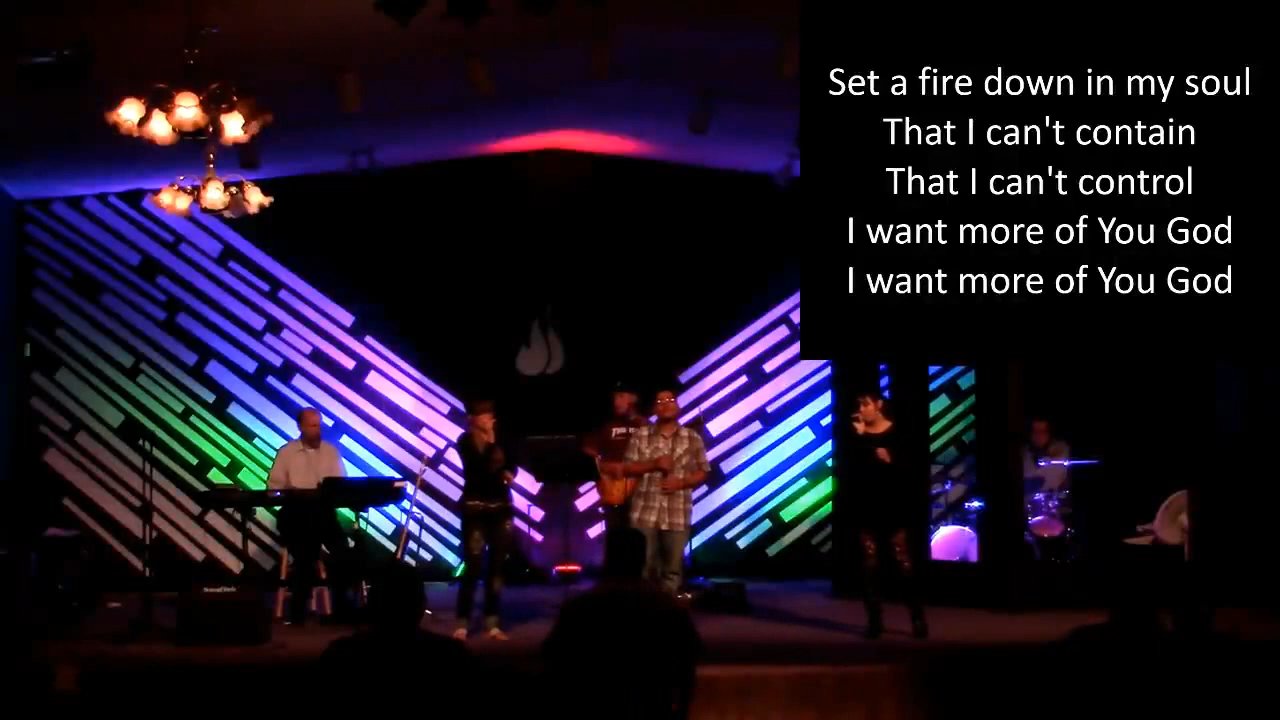 Set a fire down in my soul
That I can't contain
That I can't control
I want more of You God
I want more of You God